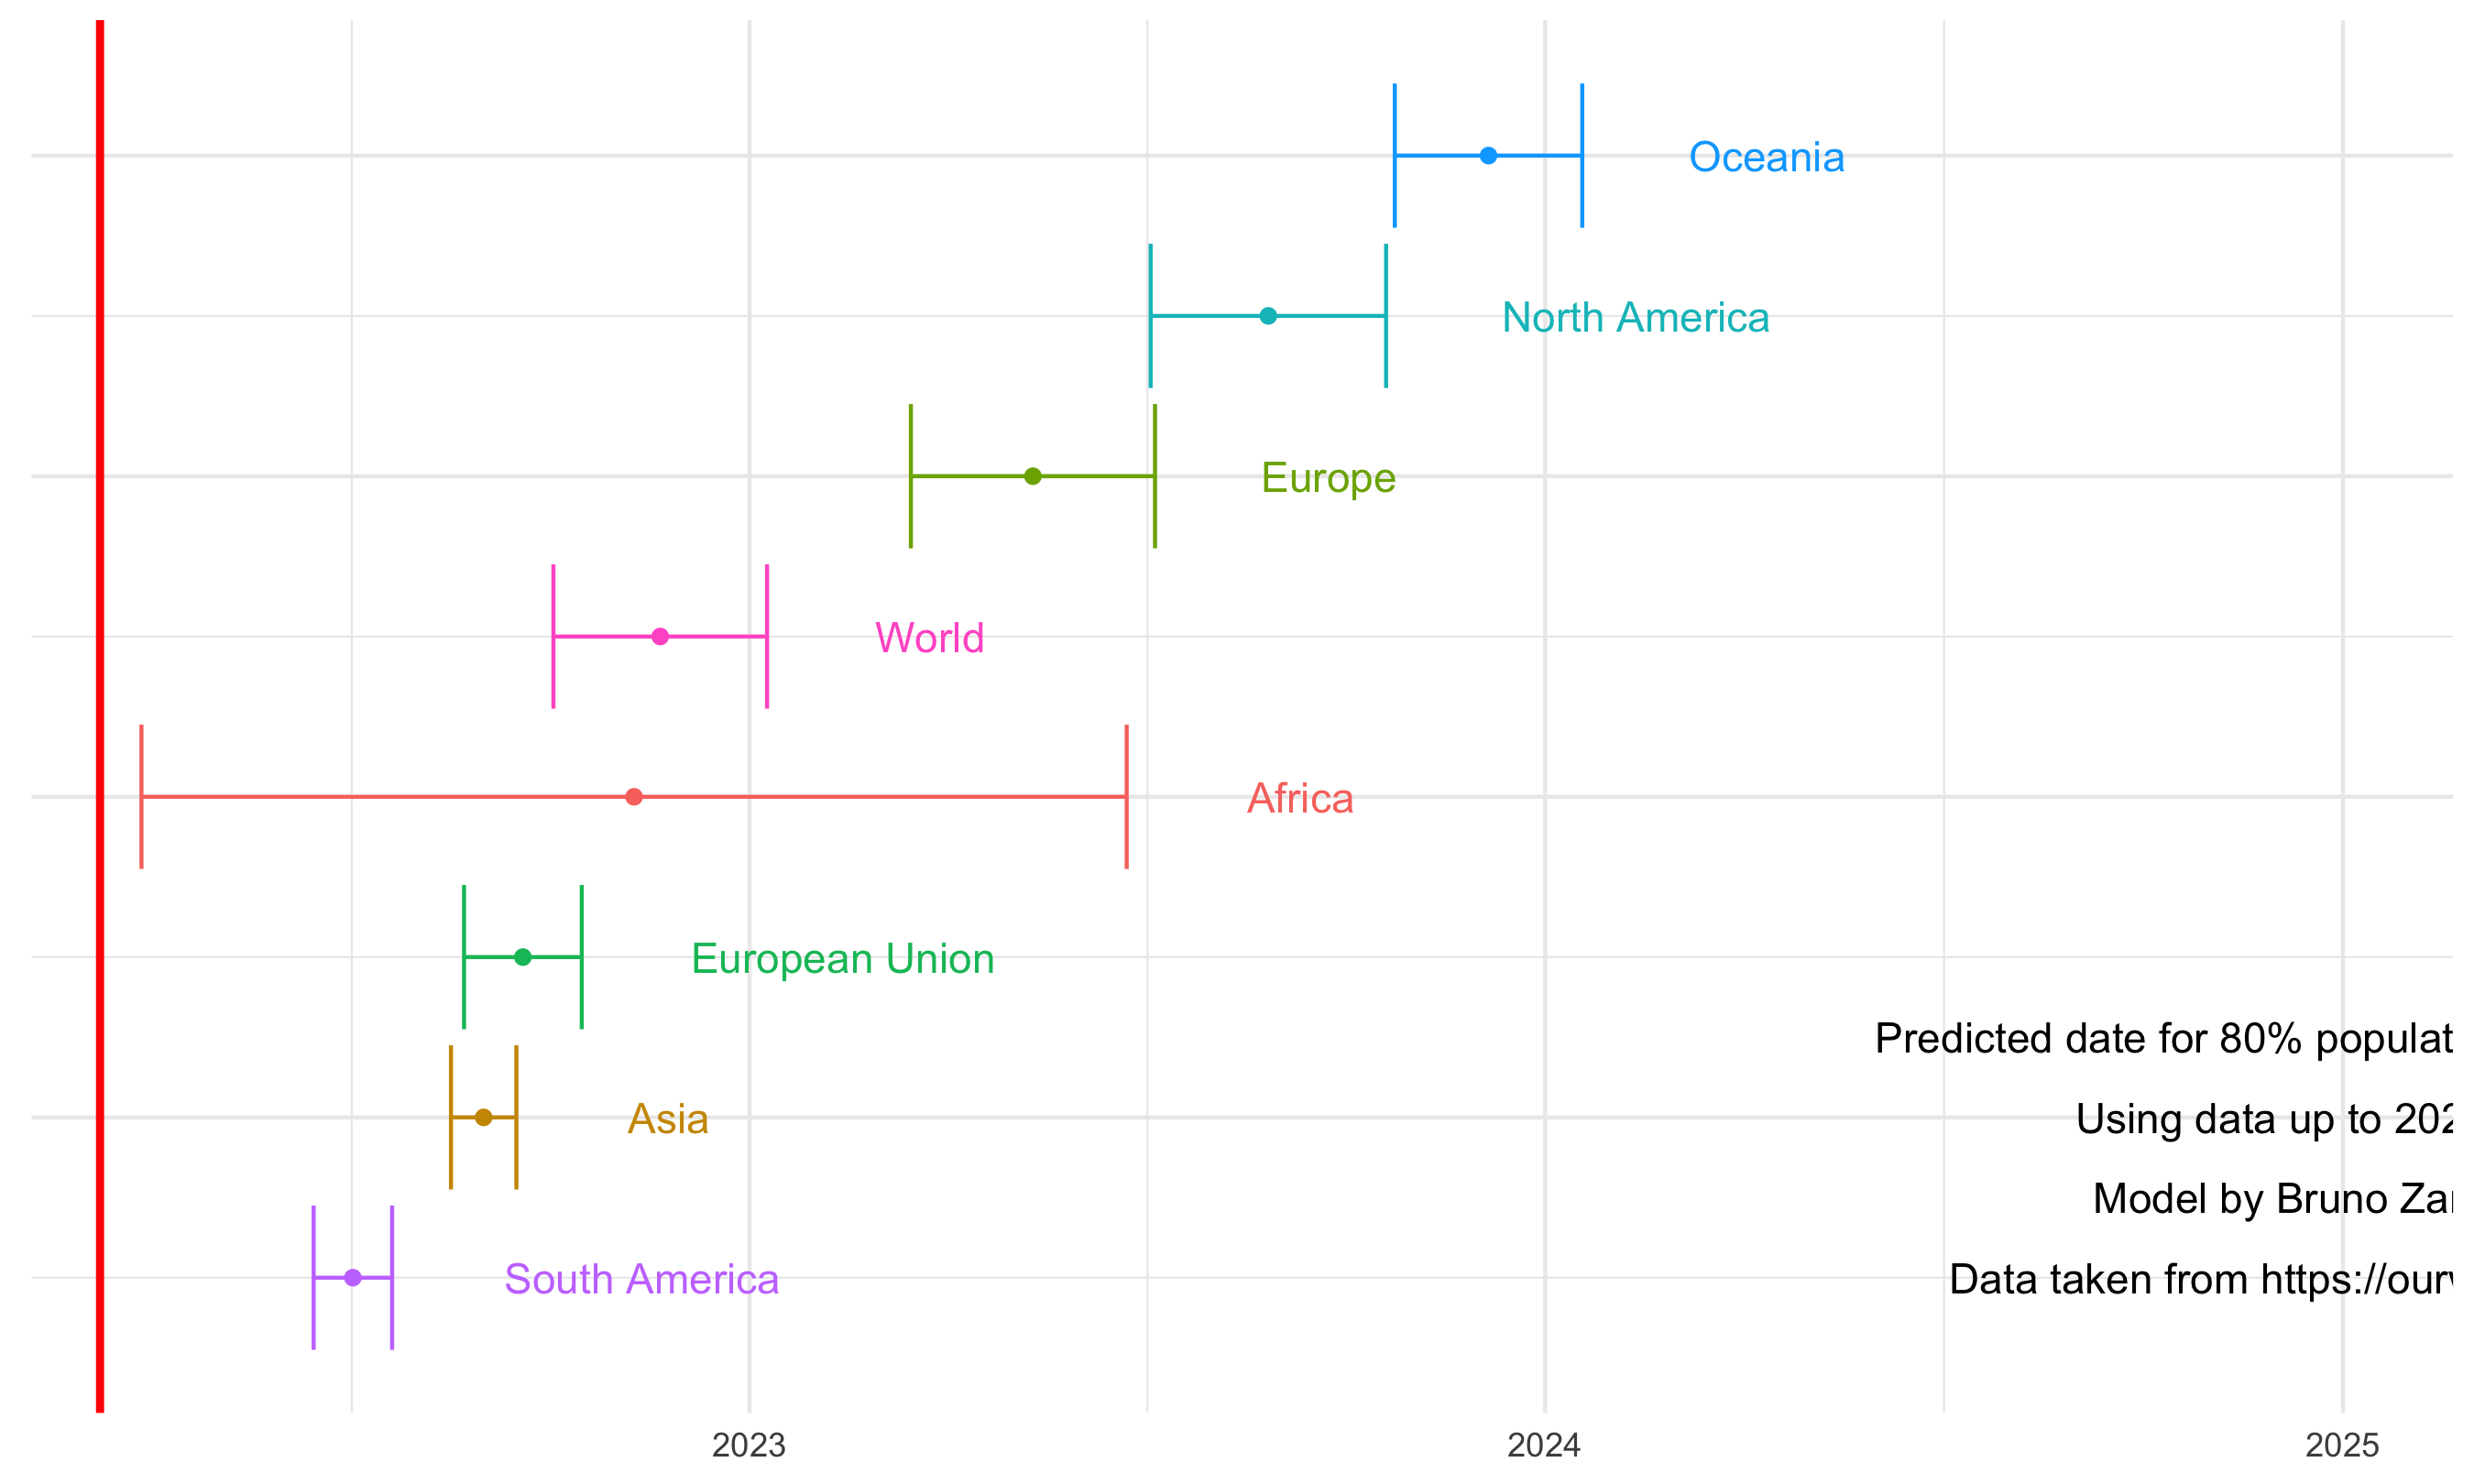 Oceania
North America
Europe
World
Africa
European Union
Predicted date for 80% populat
Asia
Using data up to 202
Model by Bruno Zar
South America
Data taken from https://our
2023
2024
2025